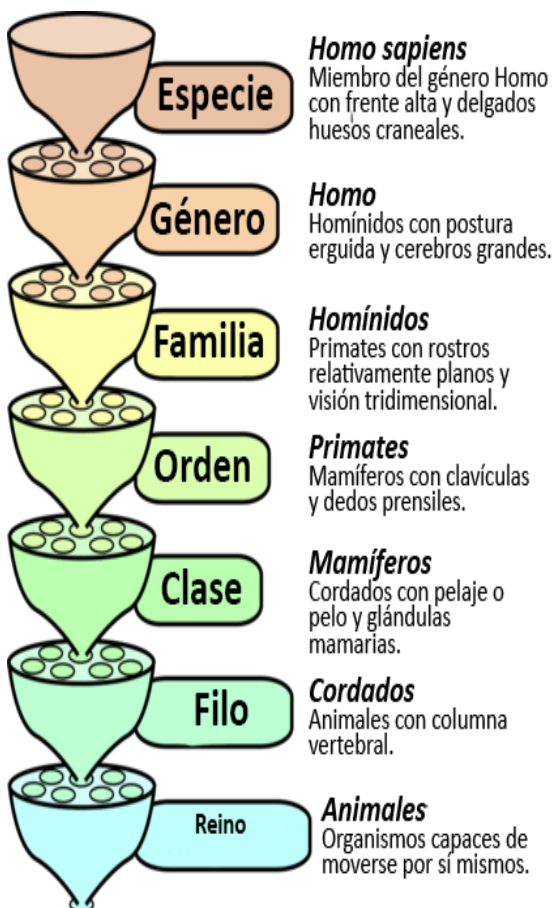 Especie
Homo sapiens
Miembro del género Homo
con frente alta y delgados
huesos craneales.
Género
Homo
Homínidos con postura
erguida y cerebros grandes.
Familia
Homínidos
Primates con rostros
relativamente planos y
visión tridimensional.
Orden
Primates
Mamíferos con clavículas
y dedos prensiles.
Clase
Mamíferos
Cordados con pelaje o
pelo y glándulas
mamarias.
Filo
Cordados
Animales con columna
vertebral.
Reino
Animales
Organismos capaces de
moverse por sí mismos.